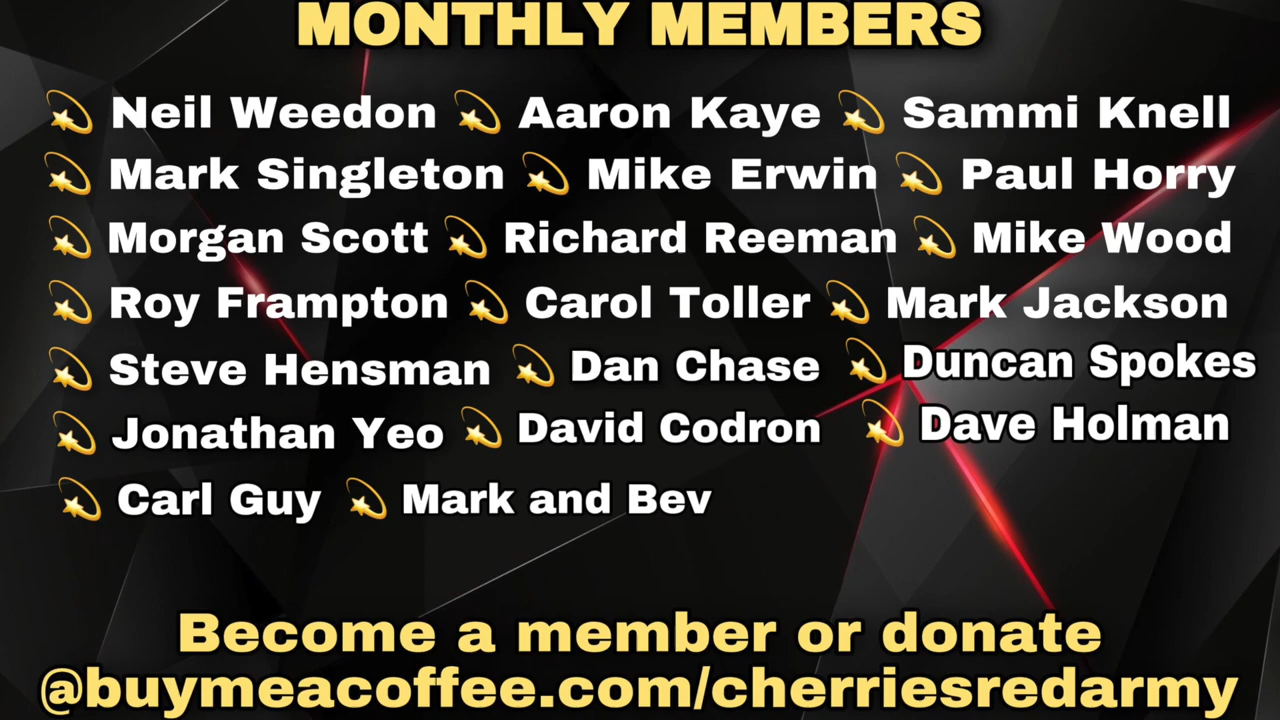 MONTHLY MEMBERS
💫 Neil Weedon 💫 Aaron Kaye 💫 Sammi Knell
💫 Mark Singleton 💫 Mike Erwin 💫 Paul Horry
💫 Morgan Scott 💫 Richard Reeman 💫 Mike Wood
💫 Roy Frampton 💫 Carol Toller 💫 Mark Jackson
💫 Steve Hensman 💫 Dan Chase 💫 Duncan Spokes
💫 Jonathan Yeo 💫 David Codron 💫 Dave Holman
💫 Carl Guy 💫 Mark and Bev
Become a member or donate
@buymeacoffee.com/cherriesredarmy